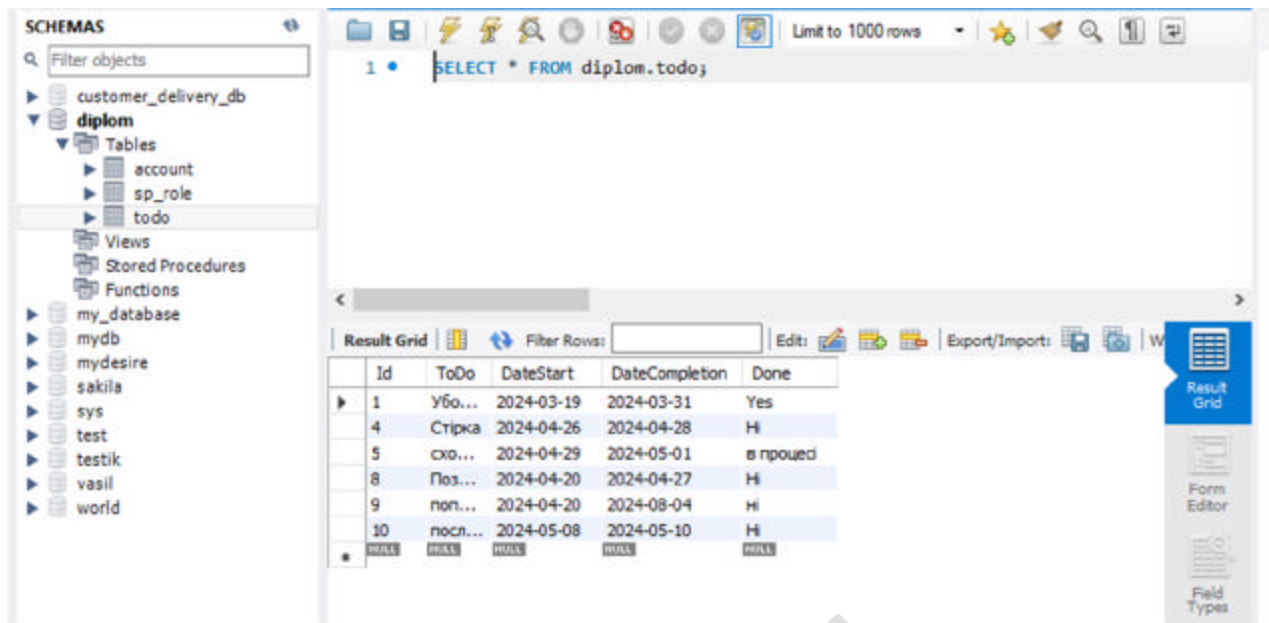 SCHEMAS
Filter objects
customer_delivery_db
diplom
Tables
account
sp_role
todo
Views
Stored Procedures
Functions
my_database
mydb
mydesire
sakila
sys
test
testik
vasil
world
Limit to 1000 rows
1 SELECT * FROM diplom.todo;
Result Grid Filter Rows: Edit: Export/Import: W
Id ToDo DateStart DateCompletion Done
1 Убо... 2024-03-19 2024-03-31 Yes
4 Стірка 2024-04-26 2024-04-28 Ні
5 схо... 2024-04-29 2024-05-01 в процесі
8 Поз... 2024-04-20 2024-04-27 Ні
9 поп... 2024-04-20 2024-08-04 ні
10 посл... 2024-05-08 2024-05-10 Ні
NULL NULL NULL NULL NULL
Result
Grid
Form
Editor
Field
Types